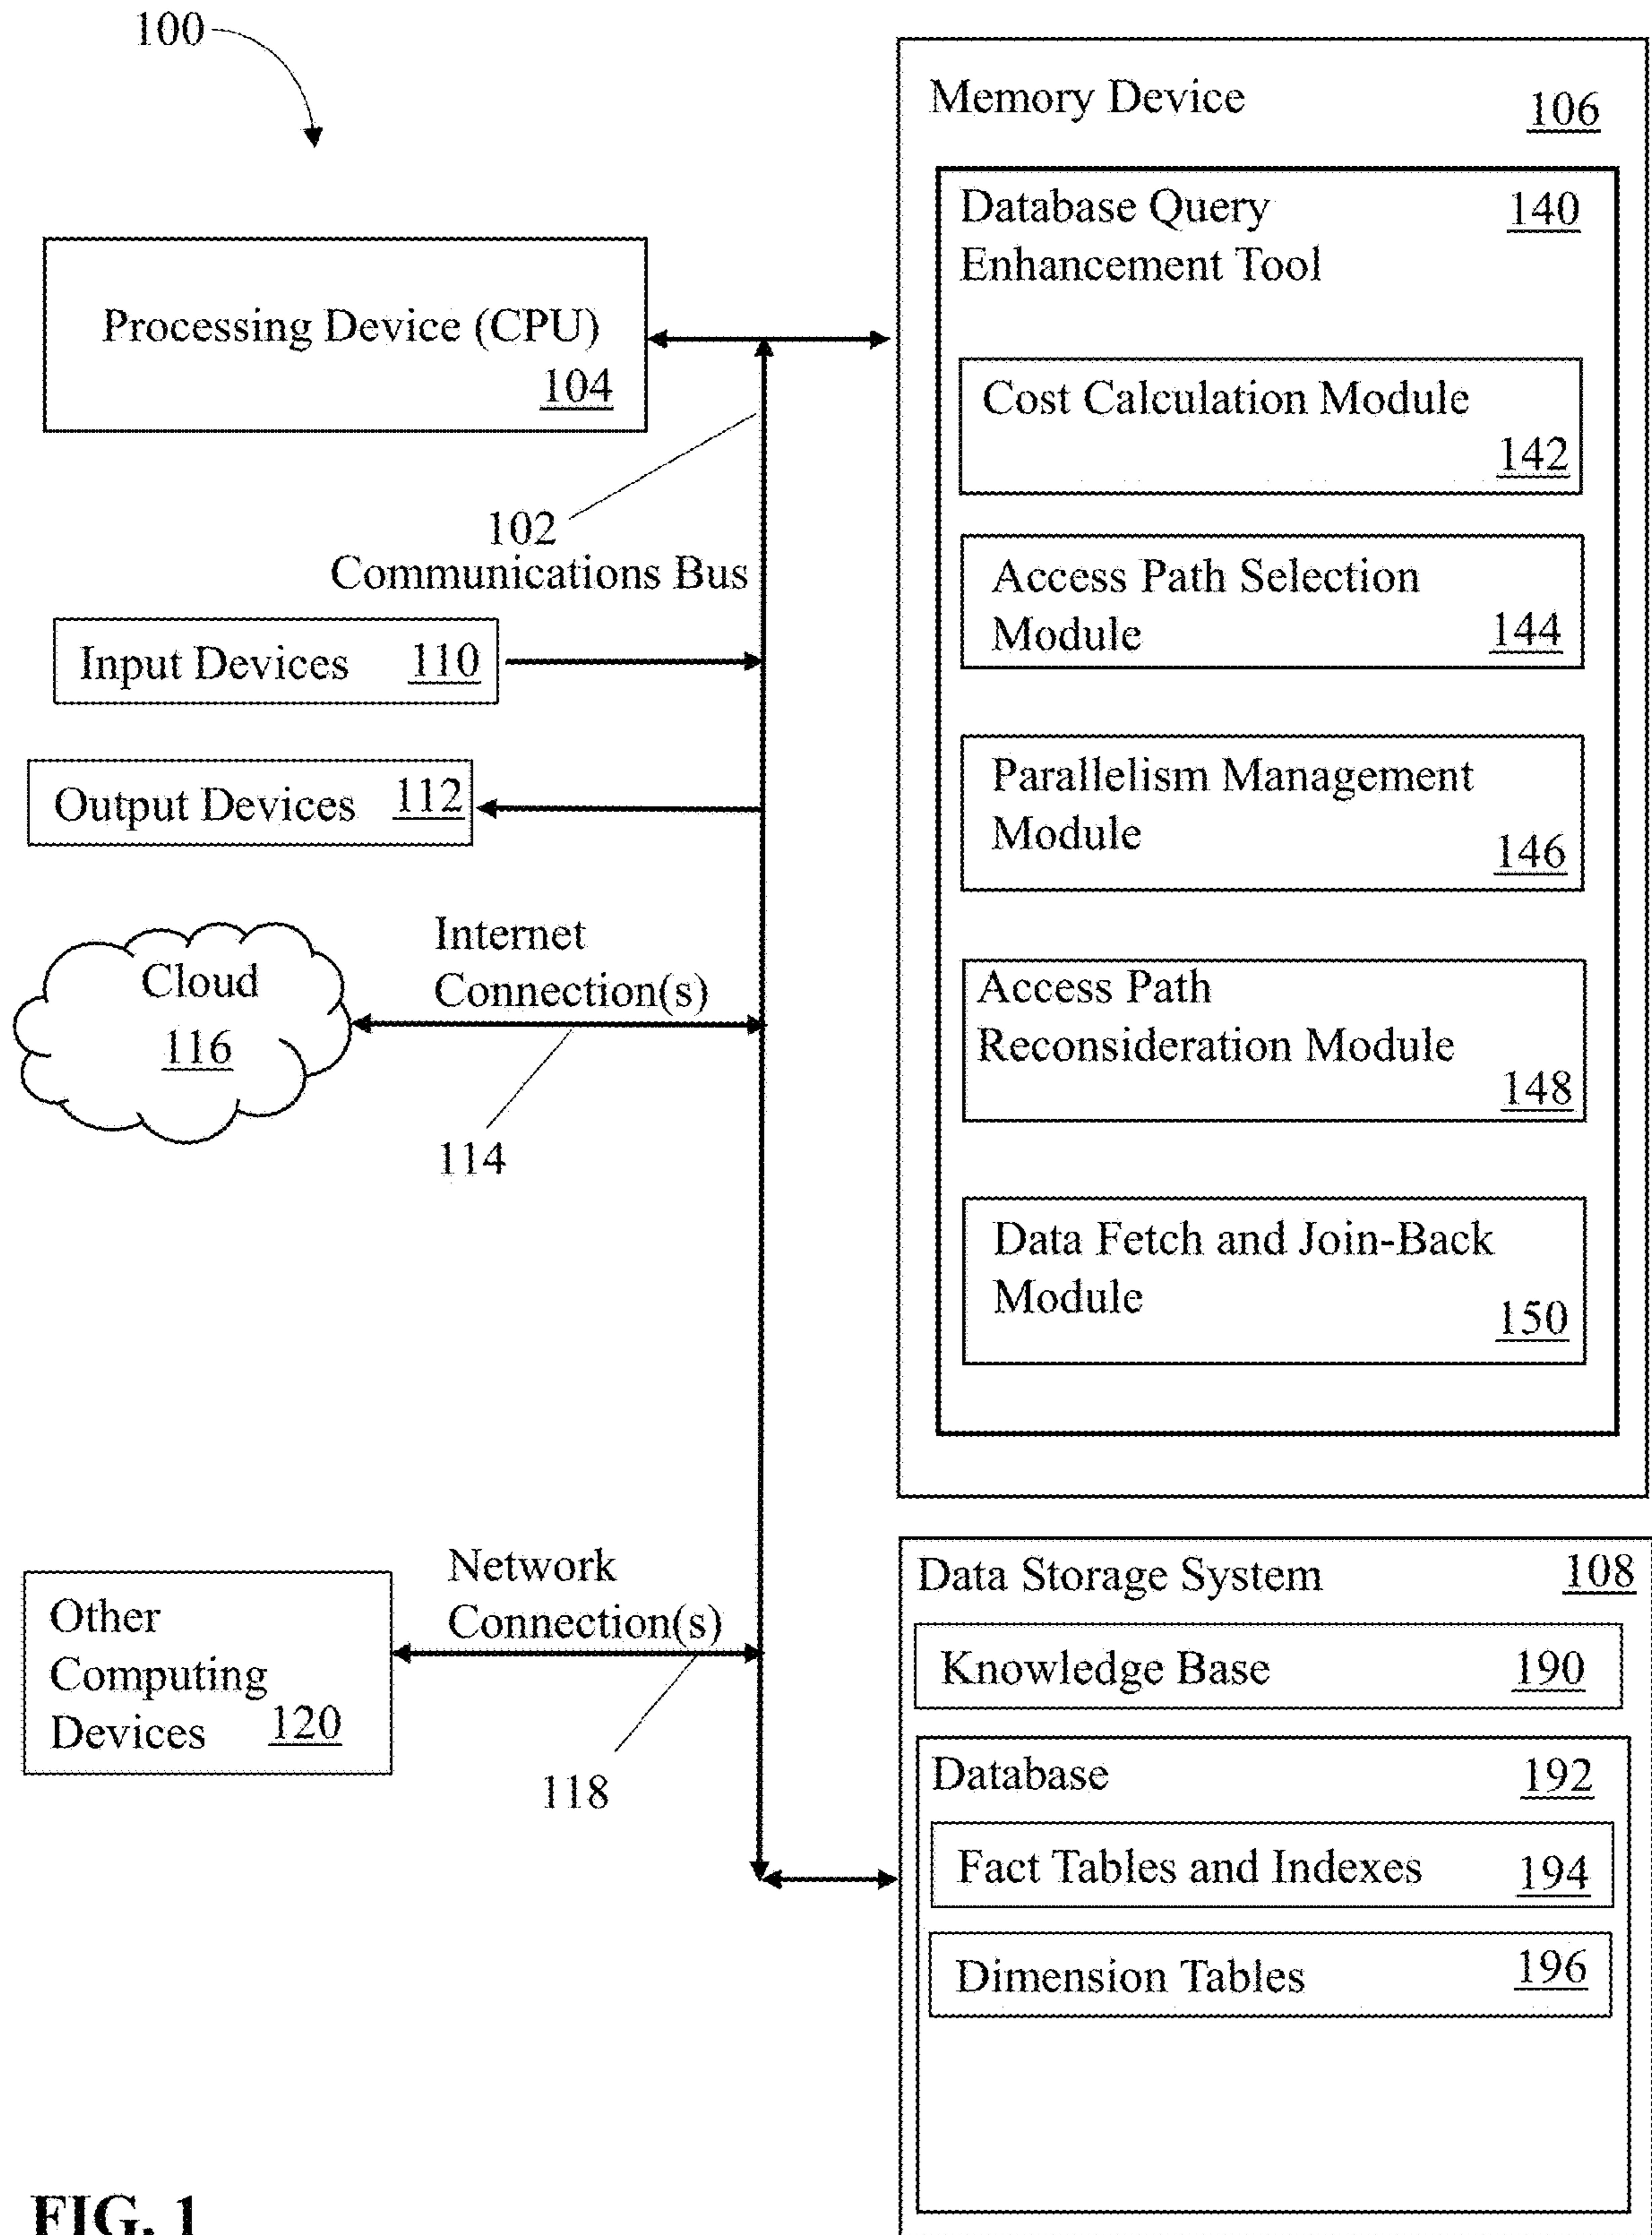 100
Memory Device
106
Database Query
140
Enhancement Tool
Processing Device (CPU)
104
Cost Calculation Module
142
102
Communications Bus
Access Path Selection
Module
144
Input Devices 110
Output Devices 112
Parallelism Management
Module
146
Cloud
116
Internet
Connection(s)
114
Access Path
Reconsideration Module
148
Data Fetch and Join-Back
Module
150
Other
Computing
Devices 120
Network
Connection(s)
118
Data Storage System 108
Knowledge Base 190
Database 192
Fact Tables and Indexes 194
Dimension Tables 196
FIG. 1